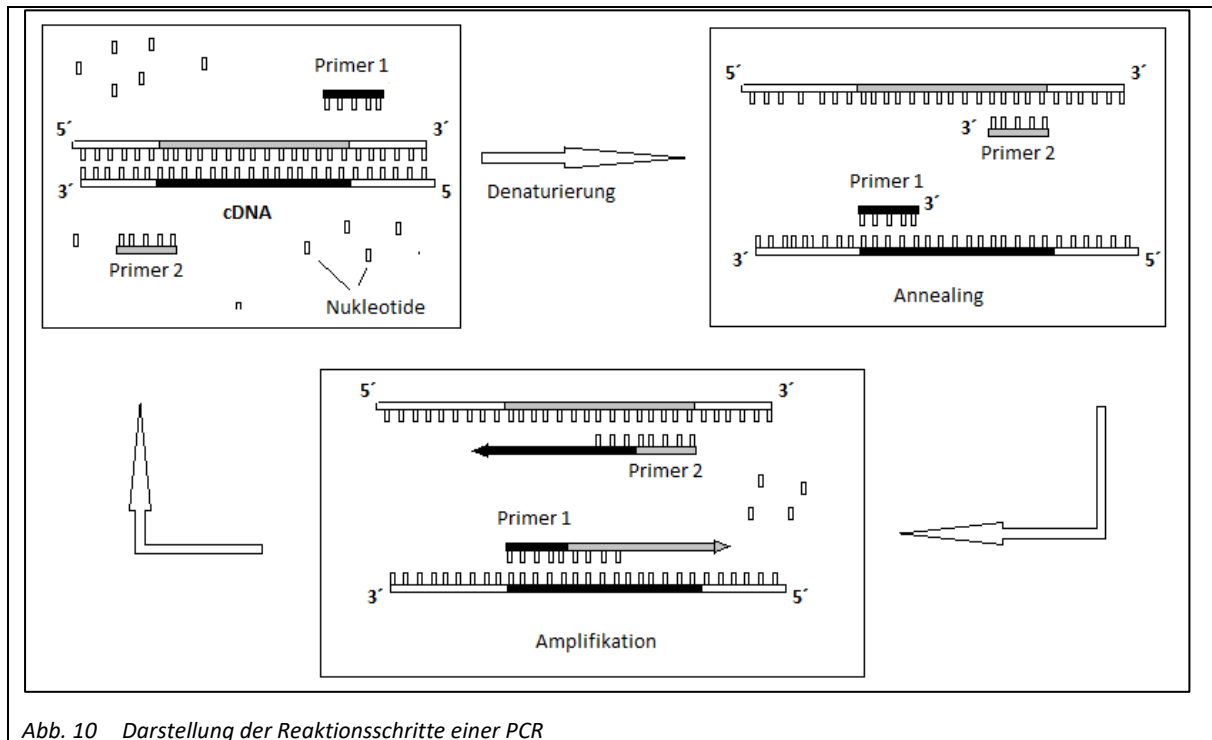 Primer 1
5´ 3´
3´ 5
cDNA
Primer 2
Nukleotide
Denaturierung
5´ 3´
3´
Primer 2
Primer 1
3´
3´ 5´
Annealing
5´ 3´
Primer 2
Primer 1
3´ 5´
Amplifikation
Abb. 10 Darstellung der Reaktionsschritte einer PCR